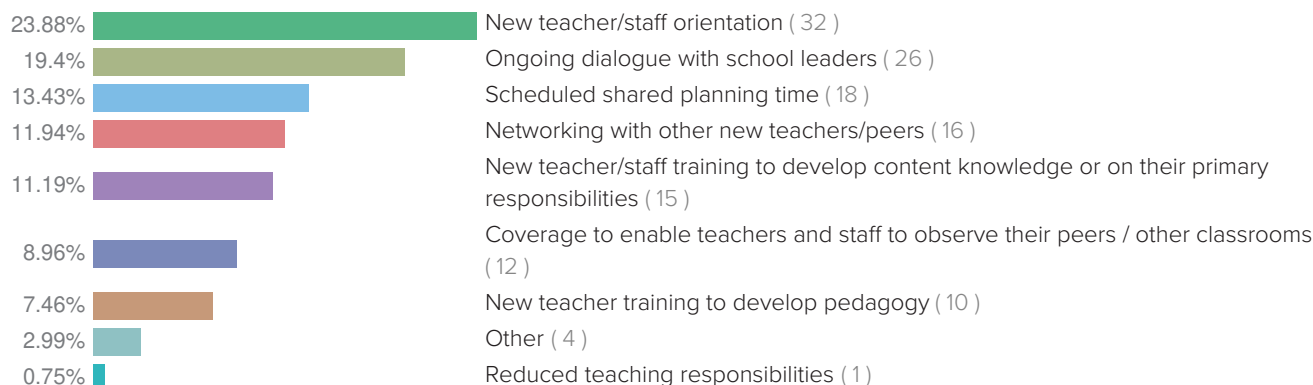 23.88% New teacher/staff orientation ( 32 )
19.4% Ongoing dialogue with school leaders ( 26 )
13.43% Scheduled shared planning time ( 18 )
11.94% Networking with other new teachers/peers ( 16 )
New teacher/staff training to develop content knowledge or on their primary
11.19%
responsibilities ( 15 )
Coverage to enable teachers and staff to observe their peers / other classrooms
8.96%
( 12 )
7.46% New teacher training to develop pedagogy ( 10 )
2.99% Other ( 4 )
0.75% Reduced teaching responsibilities ( 1 )